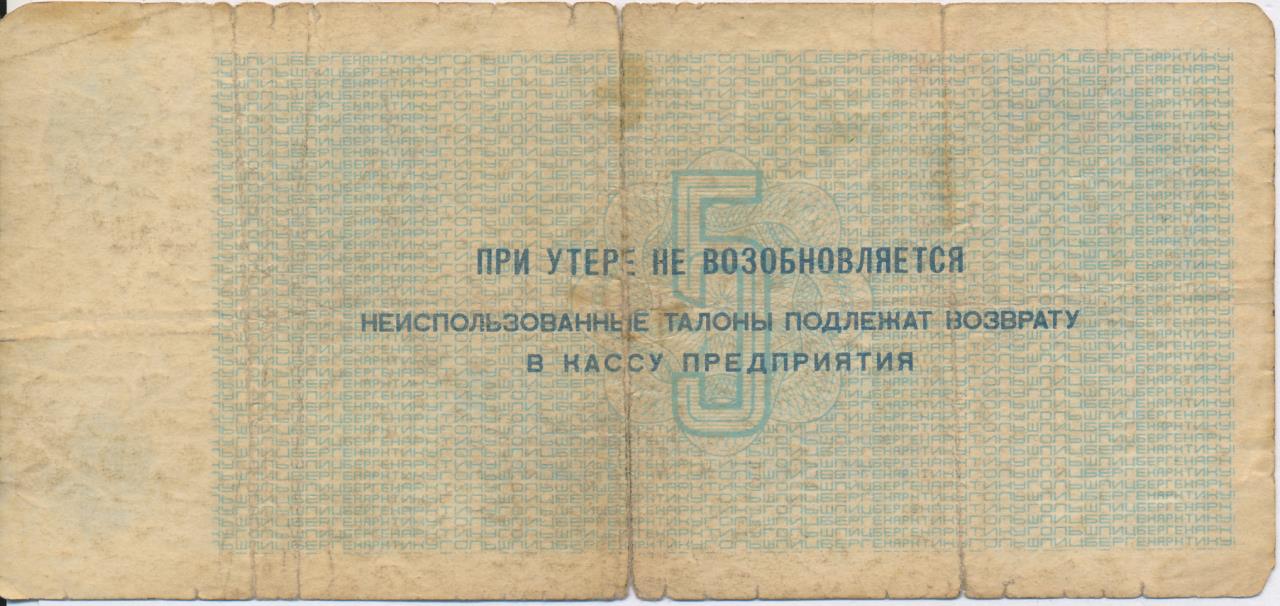 5
ПРИ УТЕРЕ НЕ ВОЗОБНОВЛЯЕТСЯ
НЕИСПОЛЬЗОВАННЫЕ ТАЛОНЫ ПОДЛЕЖАТ ВОЗВРАТУ
В КАССУ ПРЕДПРИЯТИЯ